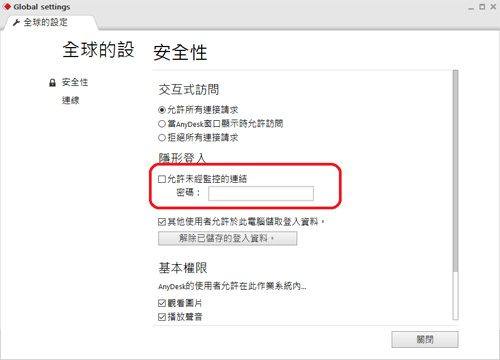 Global settings
全球的設定
全球的設
安全性
安全性
連線
交互式訪問
允許所有連接請求
當AnyDesk窗口顯示時允許訪問
拒絕所有連接請求
隱形登入
允許未經監控的連結
密碼：
其他使用者允許於此電腦儲取登入資料，
解除已儲存的登入資料，
基本權限
AnyDesk的使用者允許在此作業系統內...
觀看圖片
播放聲音
關閉